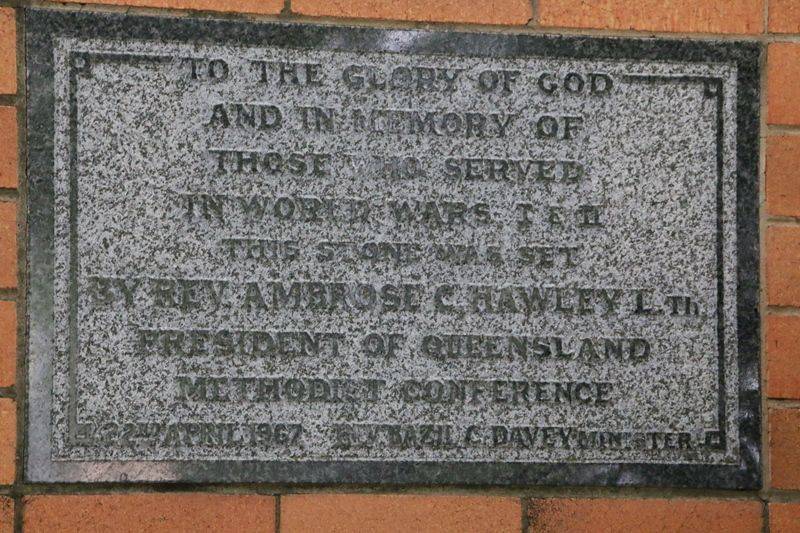 TO THE GLORY OF GOD
AND IN MEMORY OF
THOSE WHO SERVED
IN WORLD WARS I & II
THIS STONE WAS SET
BY REV. AMBROSE C. HAWLEY L.Th.
PRESIDENT OF QUEENSLAND
METHODIST CONFERENCE
22ND APRIL 1967 REV. BAZIL C. DAVEY MINISTER